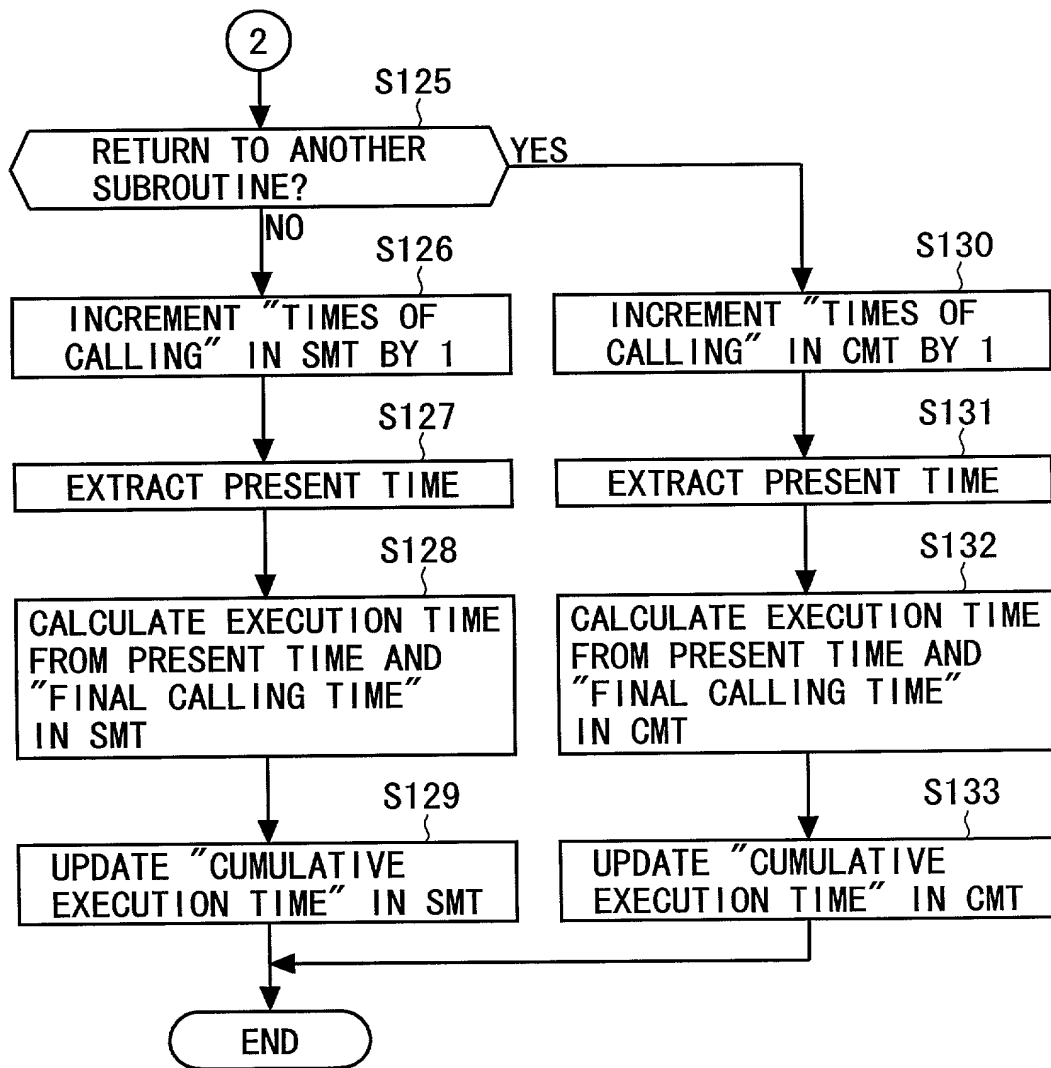 2
S125
RETURN TO ANOTHER
SUBROUTINE?
YES
NO
S126
INCREMENT "TIMES OF
CALLING" IN SMT BY 1
S127
EXTRACT PRESENT TIME
S128
CALCULATE EXECUTION TIME
FROM PRESENT TIME AND
"FINAL CALLING TIME"
IN SMT
S129
UPDATE "CUMULATIVE
EXECUTION TIME" IN SMT
S130
INCREMENT "TIMES OF
CALLING" IN CMT BY 1
S131
EXTRACT PRESENT TIME
S132
CALCULATE EXECUTION TIME
FROM PRESENT TIME AND
"FINAL CALLING TIME"
IN CMT
S133
UPDATE "CUMULATIVE
EXECUTION TIME" IN CMT
END